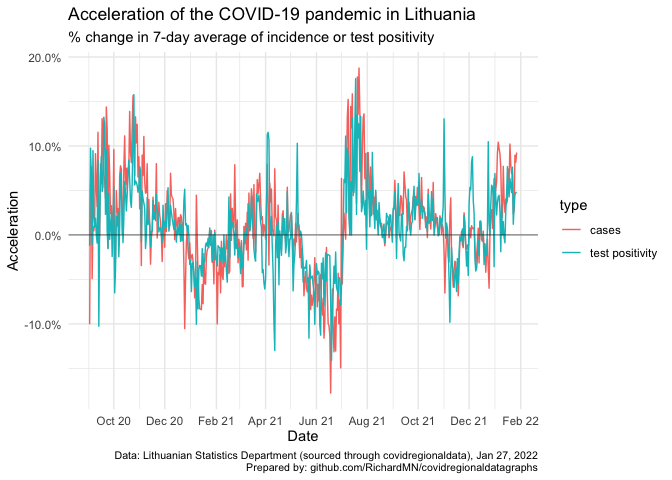 Acceleration of the COVID-19 pandemic in Lithuania
% change in 7-day average of incidence or test positivity
20.0%
10.0%
0.0%
-10.0%
Acceleration
Oct 20 Dec 20 Feb 21 Apr 21 Jun 21 Aug 21 Oct 21 Dec 21 Feb 22
Date
type
cases
test positivity
Data: Lithuanian Statistics Department (sourced through covidregionaldata), Jan 27, 2022
Prepared by: github.com/RichardMN/covidregionaldatagraphs